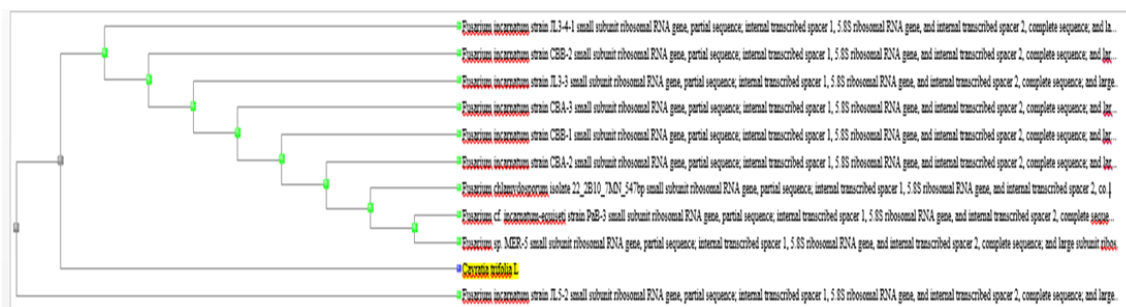 Fusarium incarnatum strain JL3-4-1 small subunit ribosomal RNA gene, partial sequence; internal transcribed spacer 1, 5.8S ribosomal RNA gene, and internal transcribed spacer 2, complete sequence; and la...
Fusarium incarnatum strain CBB-2 small subunit ribosomal RNA gene, partial sequence; internal transcribed spacer 1, 5.8S ribosomal RNA gene, and internal transcribed spacer 2, complete sequence; and lar...
Fusarium incarnatum strain JL3-3 small subunit ribosomal RNA gene, partial sequence; internal transcribed spacer 1, 5.8S ribosomal RNA gene, and internal transcribed spacer 2, complete sequence; and large...
Fusarium incarnatum strain CBA-3 small subunit ribosomal RNA gene, partial sequence; internal transcribed spacer 1, 5.8S ribosomal RNA gene, and internal transcribed spacer 2, complete sequence; and lar...
Fusarium incarnatum strain CBB-1 small subunit ribosomal RNA gene, partial sequence; internal transcribed spacer 1, 5.8S ribosomal RNA gene, and internal transcribed spacer 2, complete sequence; and lar...
Fusarium incarnatum strain CBA-2 small subunit ribosomal RNA gene, partial sequence; internal transcribed spacer 1, 5.8S ribosomal RNA gene, and internal transcribed spacer 2, complete sequence; and lar...
Fusarium chlamydosporum isolate 22_2B10_7MN_547bp small subunit ribosomal RNA gene, partial sequence; internal transcribed spacer 1, 5.8S ribosomal RNA gene, and internal transcribed spacer 2, co.
Fusarium cf. incarnatum-equiseti strain PaB-3 small subunit ribosomal RNA gene, partial sequence; internal transcribed spacer 1, 5.8S ribosomal RNA gene, and internal transcribed spacer 2, complete seque...
Fusarium sp. MER-5 small subunit ribosomal RNA gene, partial sequence; internal transcribed spacer 1, 5.8S ribosomal RNA gene, and internal transcribed spacer 2, complete sequence; and large subunit ribos.
Cayratia trifolia L
Fusarium incarnatum strain JL5-2 small subunit ribosomal RNA gene, partial sequence; internal transcribed spacer 1, 5.8S ribosomal RNA gene, and internal transcribed spacer 2, complete sequence; and large...